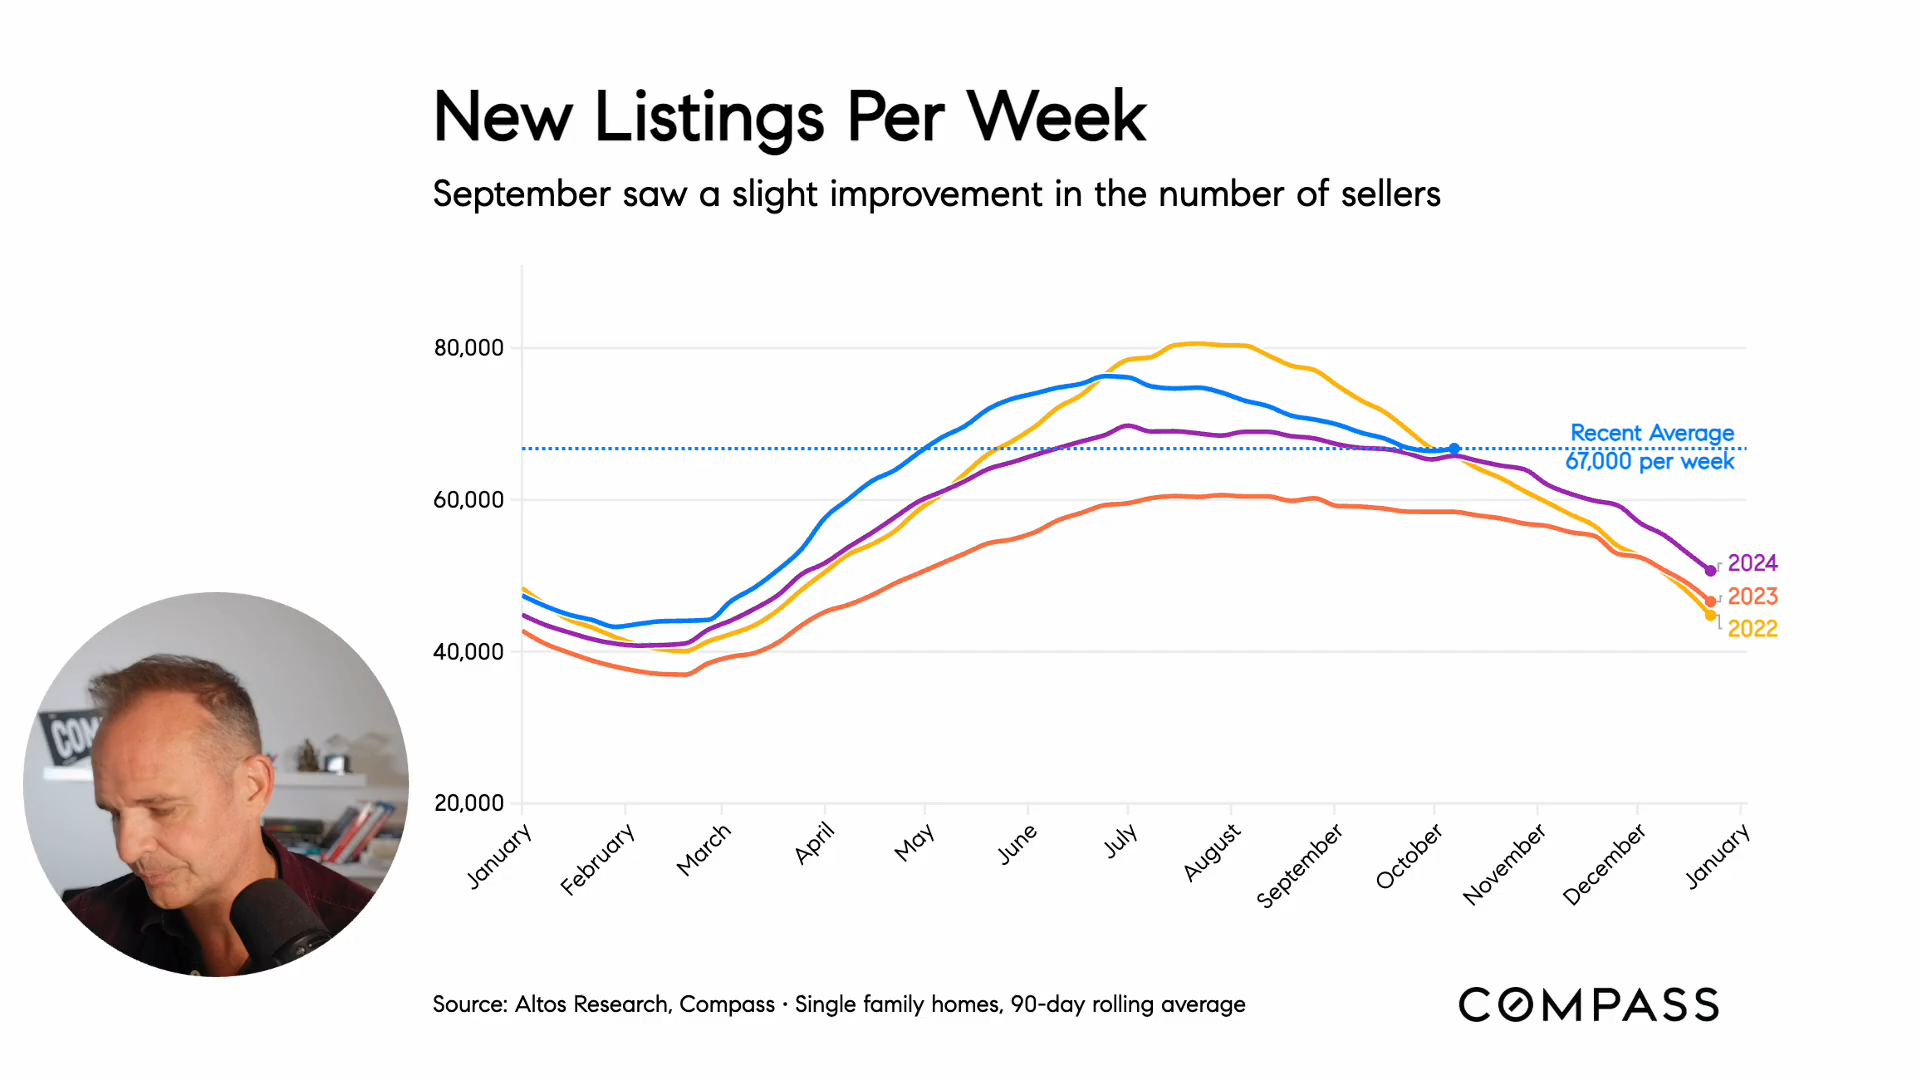 New Listings Per Week
September saw a slight improvement in the number of sellers
80,000
60,000
40,000
20,000
Recent Average
67,000 per week
2024
2023
2022
January
February
March
April
May
June
July
August
September
October
November
December
January
COM
Source: Altos Research, Compass · Single family homes, 90-day rolling average
COMPASS